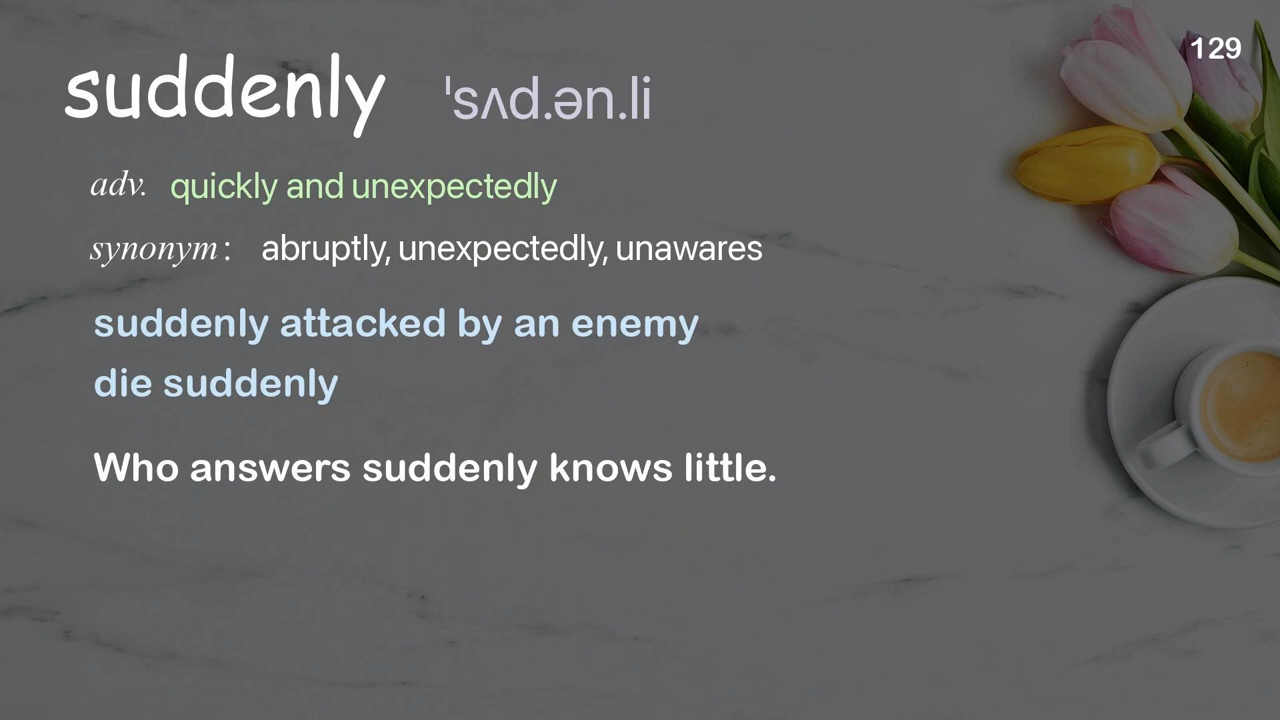 129
suddenly ˈsʌd.ən.li
adv. quickly and unexpectedly
synonym: abruptly, unexpectedly, unawares
suddenly attacked by an enemy
die suddenly
Who answers suddenly knows little.